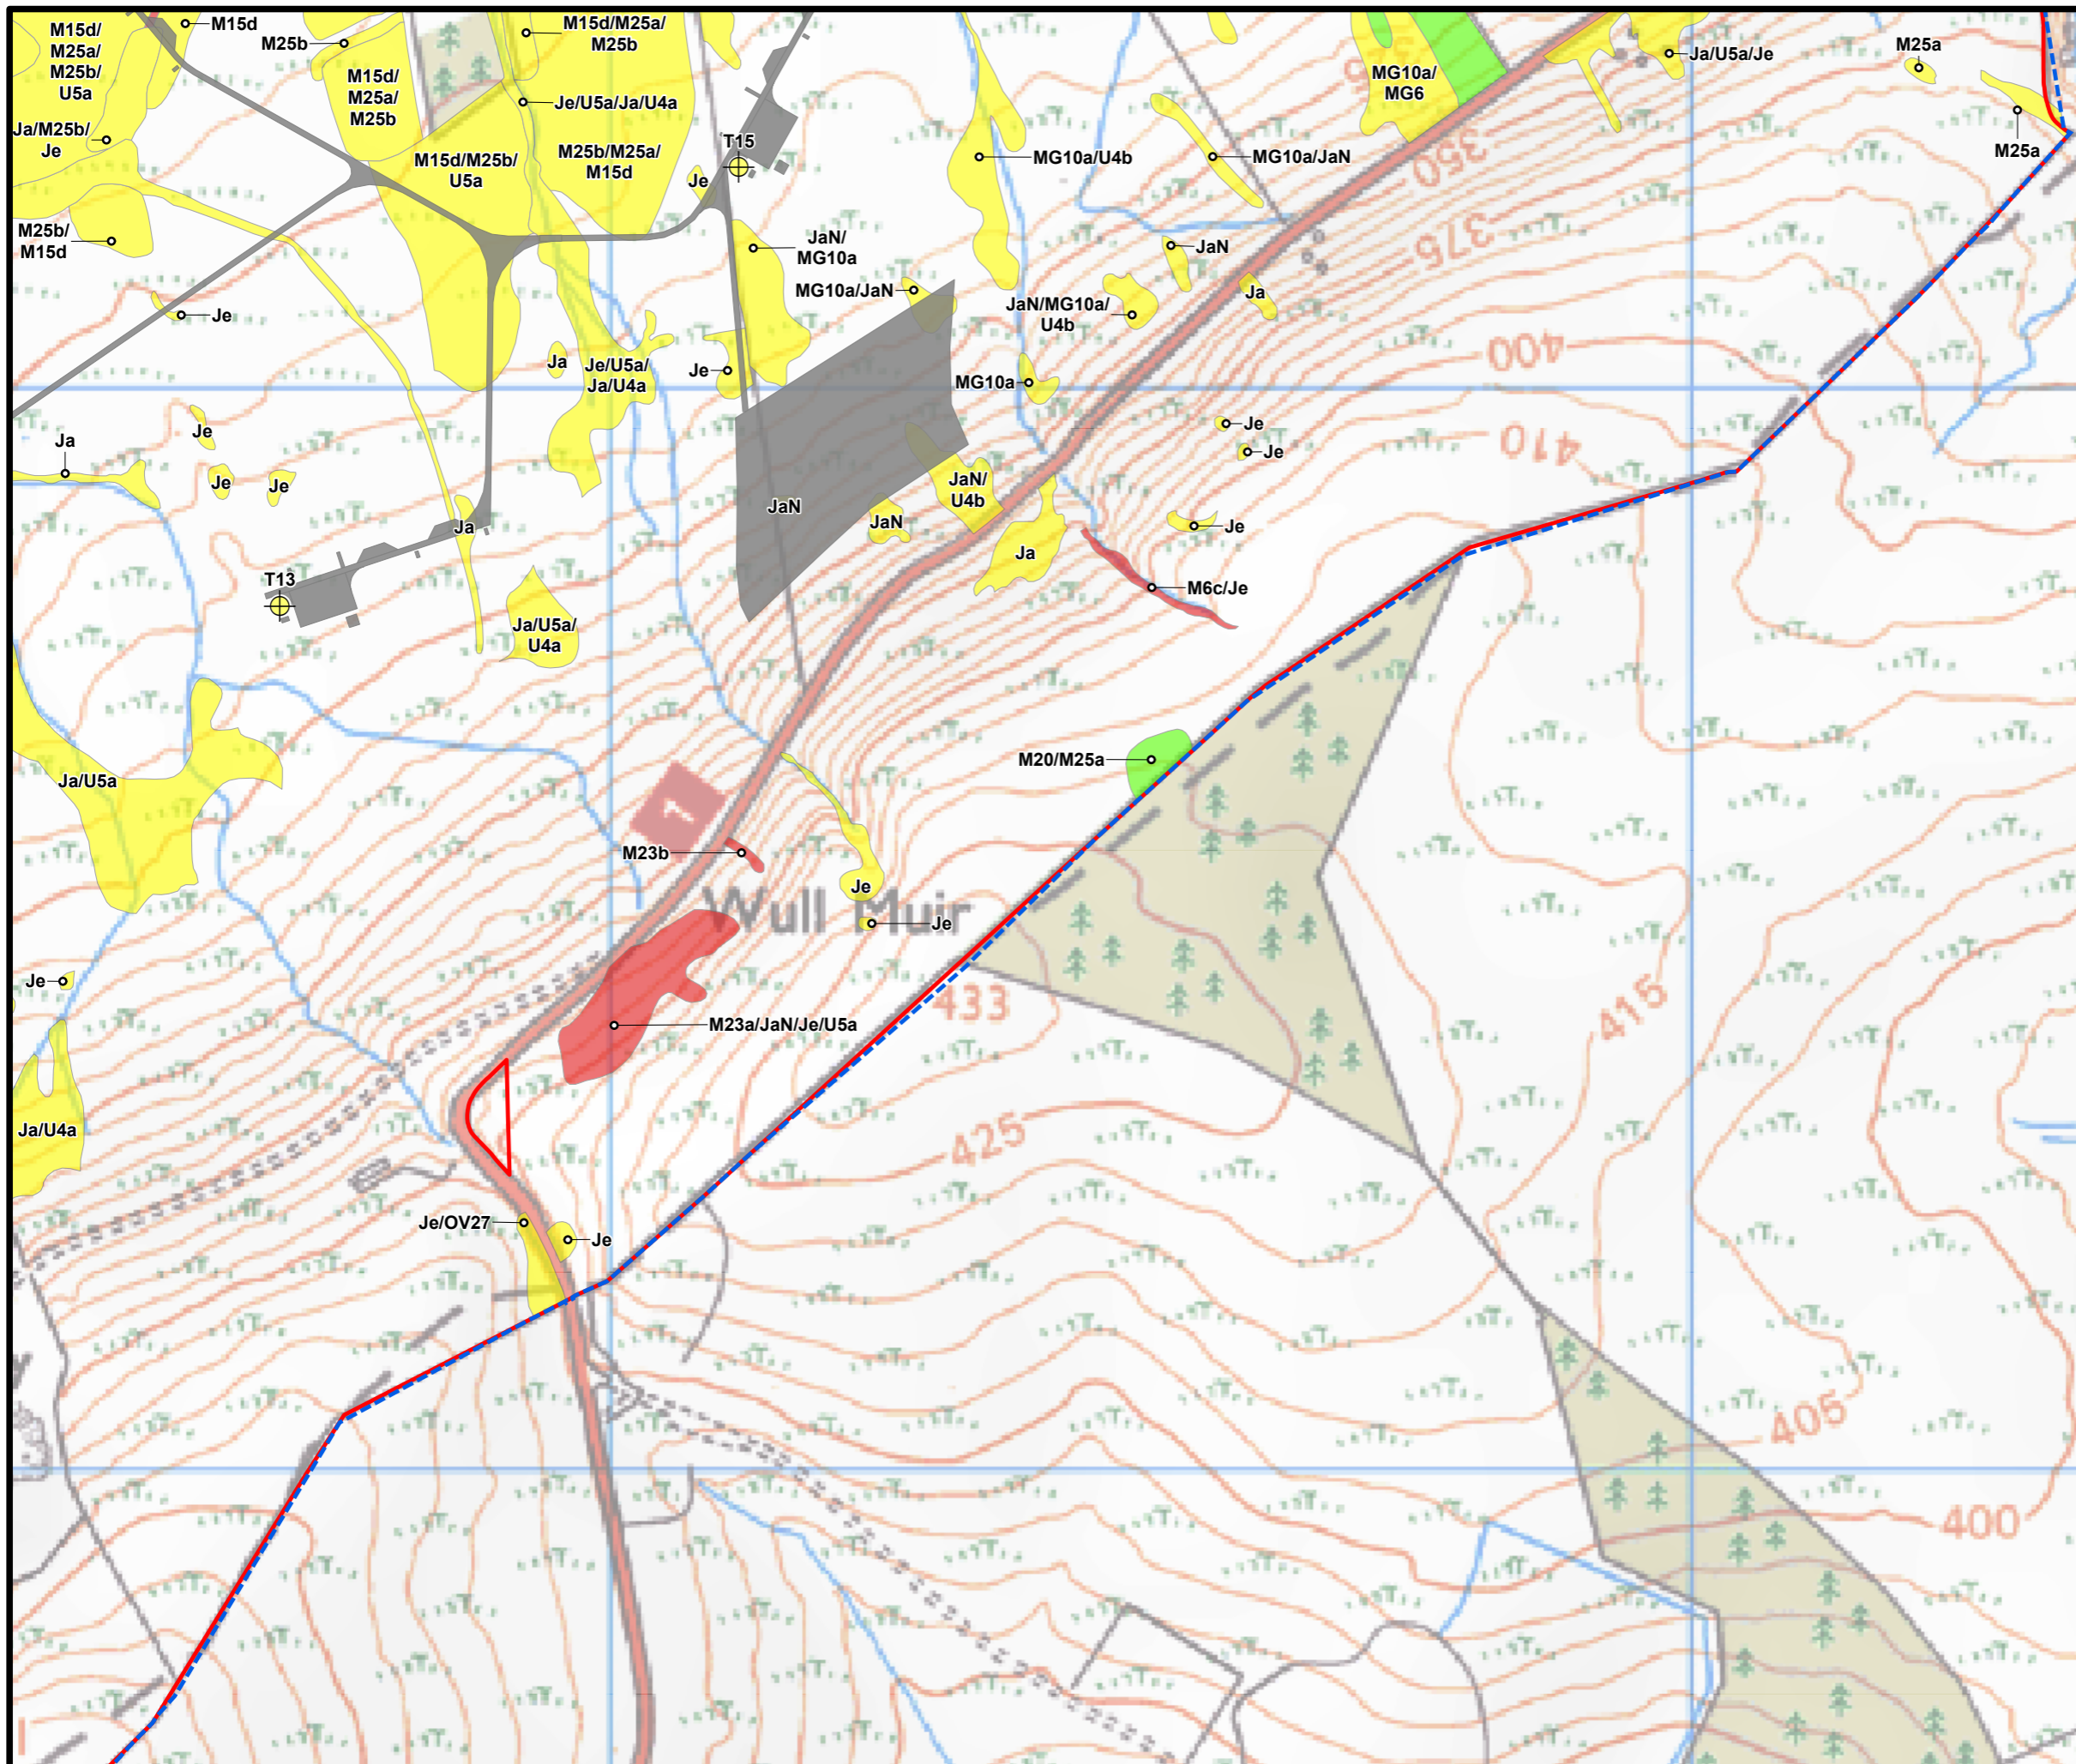 M15d/
M25a/
M25b/
U5a
M15d
M25b
M15d/
M25a/
M25b
M15d/M25a/
M25b
Je/U5a/Ja/U4a
M25b/M25a/
M15d
M15d/M25b/
U5a
Ja/M25b/
Je
M25b/
M15d
Je
T15
Je
JaN/
MG10a
MG10a/JaN
MG10a/U4b
MG10a/JaN
MG10a/
MG6
Ja/U5a/Je
M25a
M25a
350
375
JaN
Ja
JaN/MG10a/
U4b
MG10a
400
410
Je
Je
Je
Ja
Je/U5a/
Ja/U4a
Je
Ja
Je
Je
Je
Ja
T13
Ja/U5a/
U4a
JaN
JaN
JaN/
U4b
Ja
M6c/Je
Ja/U5a
M20/M25a
1
M23b
Je
Wull Muir
Je
Je
M23a/JaN/Je/U5a
433
415
425
Ja/U4a
Je/OV27
Je
405
400